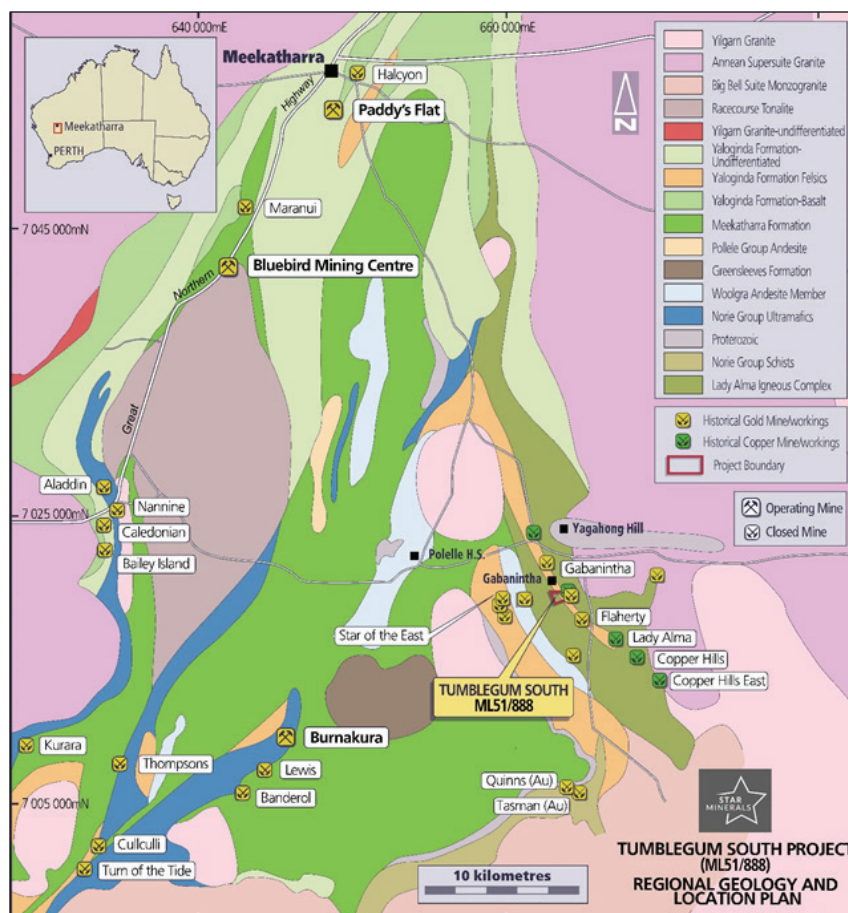 640 000mE
660 000mE
Meekatharra
PERTH
Meekatharra
Halcyon
Highway
Paddy's Flat
N
Maranui
7 045 000mN
Bluebird Mining Centre
Northern
Great
Aladdin
Nannine
7 025 000mN
Caledonian
Bailey Island
Polelle H.S.
Yagahong Hill
Gabanintha
Gabanintha
Star of the East
Flaherty
Lady Alma
Copper Hills
Copper Hills East
TUMBLEGUM SOUTH
ML51/888
Burnakura
Kurara
Thompsons
Lewis
Banderol
Quinns (Au)
Tasman (Au)
7 005 000mN
Cullculli
Turn of the Tide
10 kilometres
Yilgarn Granite
Annean Supersuite Granite
Big Bell Suite Monzogranite
Racecourse Tonalite
Yilgarn Granite-undifferentiated
Yaloginda Formation-
Undifferentiated
Yaloginda Formation Felsics
Yaloginda Formation-Basalt
Meekatharra Formation
Pollele Group Andesite
Greensleeves Formation
Woolgra Andesite Member
Norie Group Ultramafics
Proterozoic
Norie Group Schists
Lady Alma Igneous Complex
Historical Gold Mine/workings
Historical Copper Mine/workings
Project Boundary
Operating Mine
Closed Mine
STAR
MINERALS
TUMBLEGUM SOUTH PROJECT
(ML51/888)
REGIONAL GEOLOGY AND
LOCATION PLAN